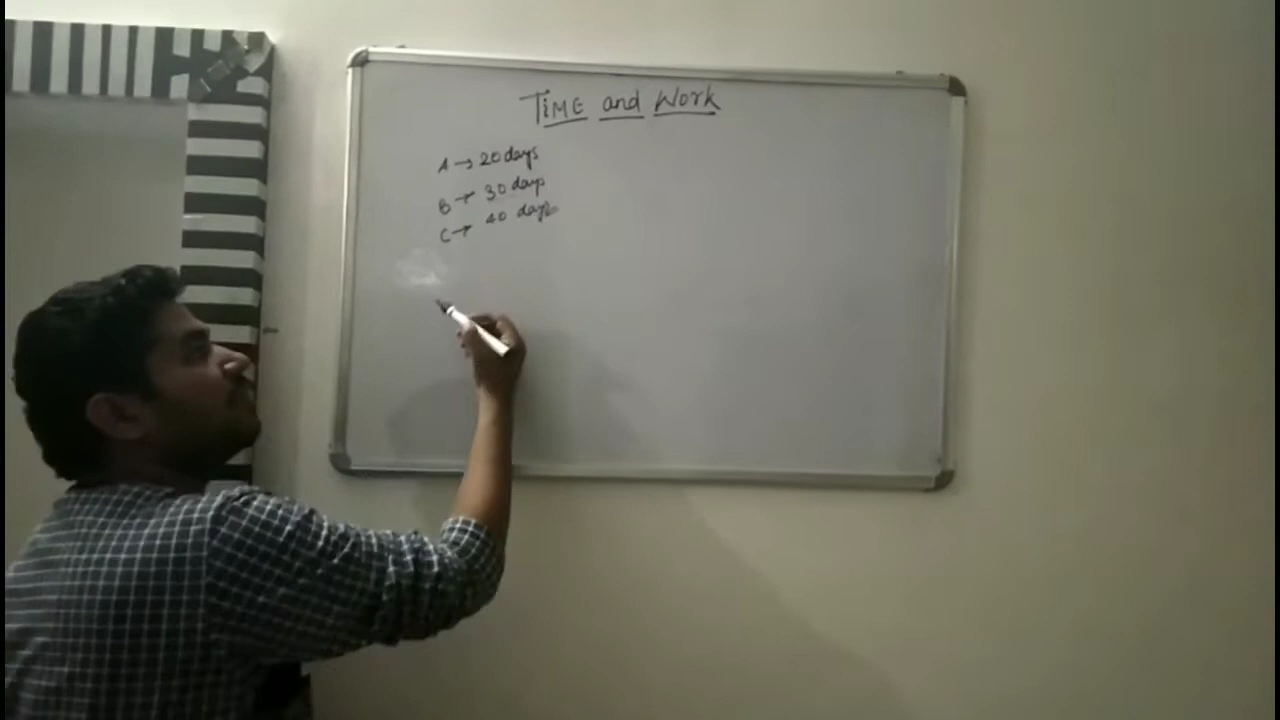 TiME and Work
A → 20 days
B → 30 days
C → 40 days